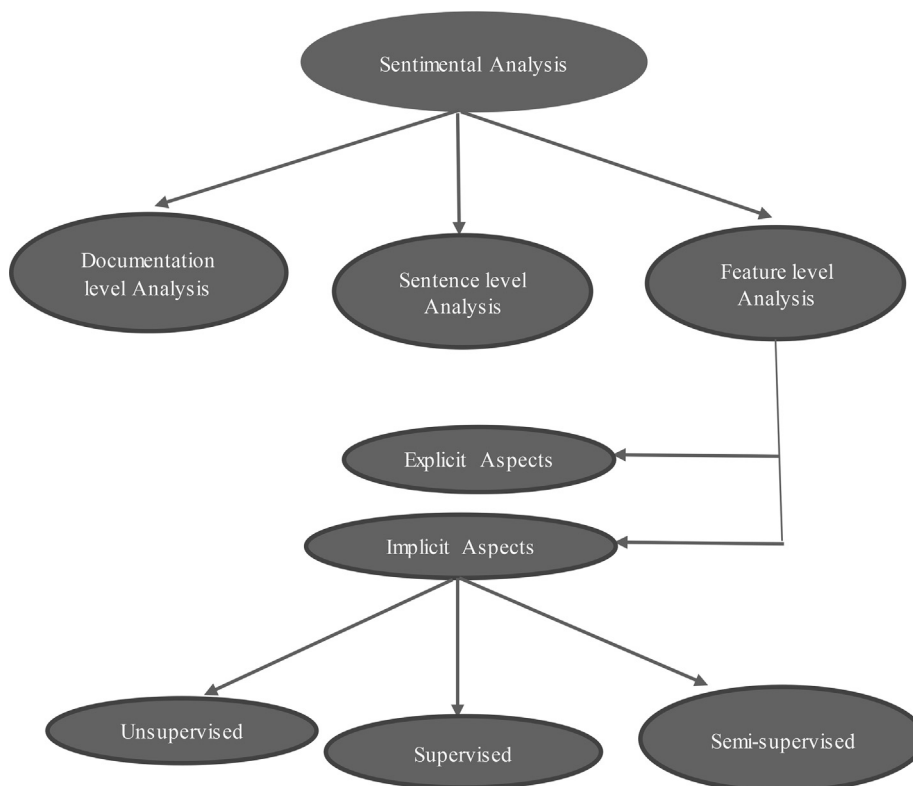 Sentimental Analysis
Documentation
level Analysis
Sentence level
Analysis
Feature level
Analysis
Explicit Aspects
Implicit Aspects
Unsupervised
Supervised
Semi-supervised